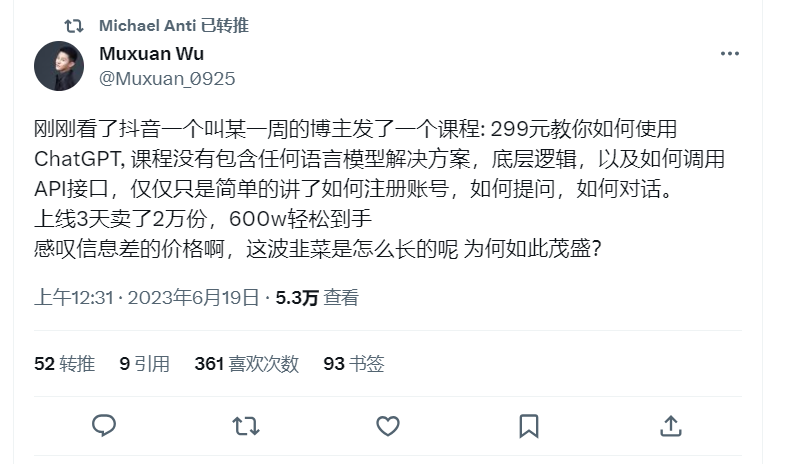 Michael Anti 已转推
Muxuan Wu
@Muxuan_0925
刚刚看了抖音一个叫某一周的博主发了一个课程: 299元教你如何使用
ChatGPT, 课程没有包含任何语言模型解决方案，底层逻辑，以及如何调用
API接口，仅仅只是简单的讲了如何注册账号，如何提问，如何对话。
上线3天卖了2万份，600w轻松到手
感叹信息差的价格啊，这波韭菜是怎么长的呢 为何如此茂盛？
上午12:31 · 2023年6月19日 · 5.3万 查看
52 转推 9 引用 361 喜欢次数 93 书签